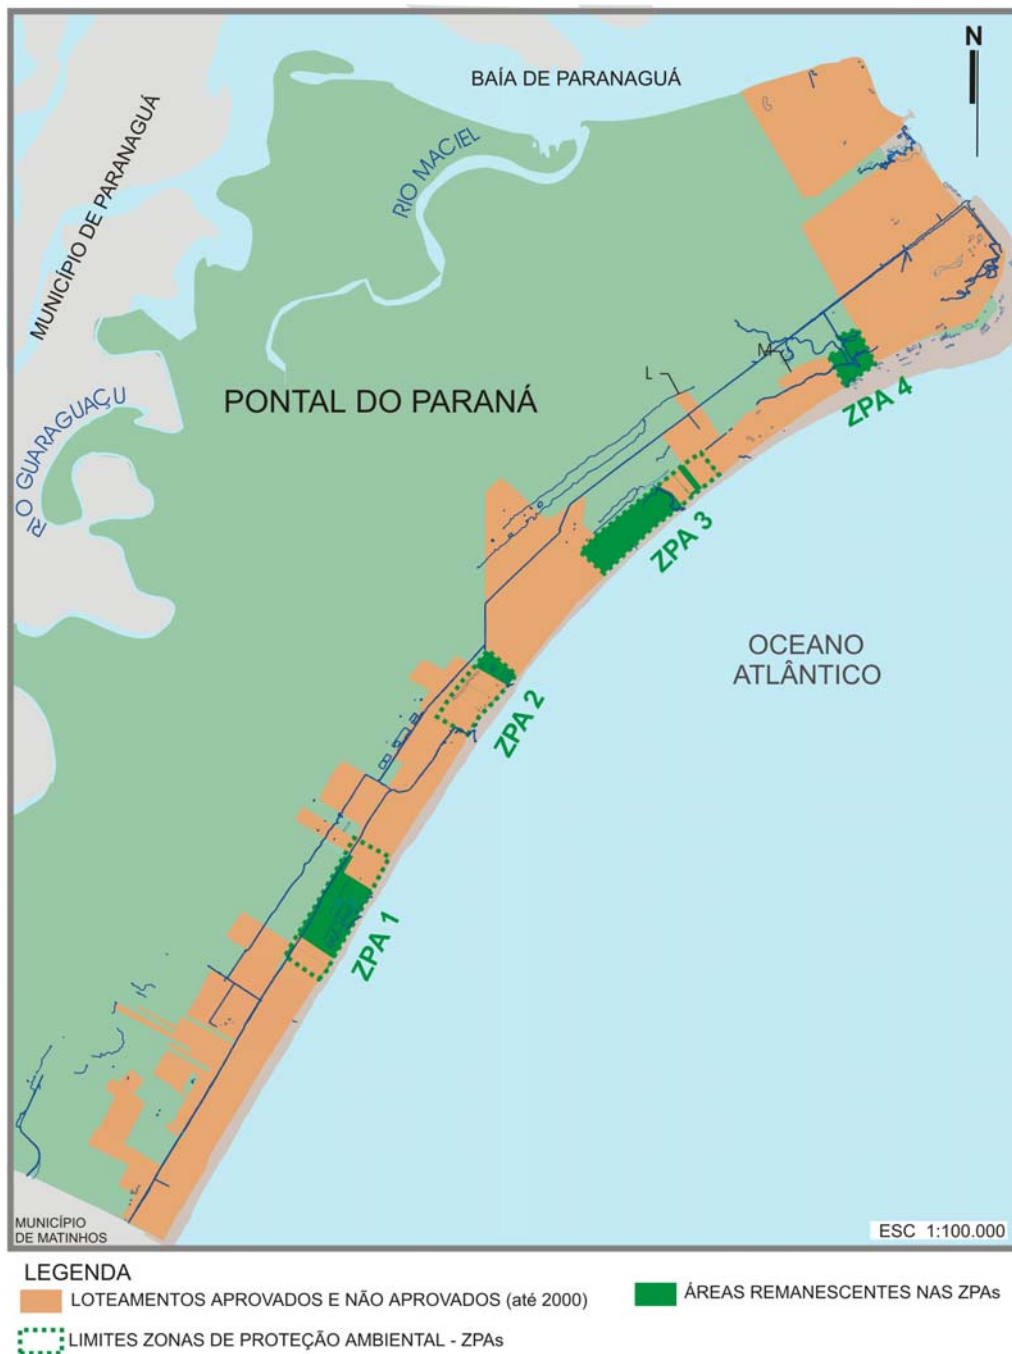 N
BAÍA DE PARANAGUÁ
MUNICÍPIO DE PARANAGUÁ
RIO MACIEL
RIO GUARAGUAÇU
PONTAL DO PARANÁ
L
M
ZPA 4
ZPA 3
OCEANO
ATLÂNTICO
ZPA 2
ZPA 1
MUNICÍPIO
DE MATINHOS
ESC 1:100.000
LEGENDA
LOTEAMENTOS APROVADOS E NÃO APROVADOS (até 2000)
ÁREAS REMANESCENTES NAS ZPAs
LIMITES ZONAS DE PROTEÇÃO AMBIENTAL - ZPAs